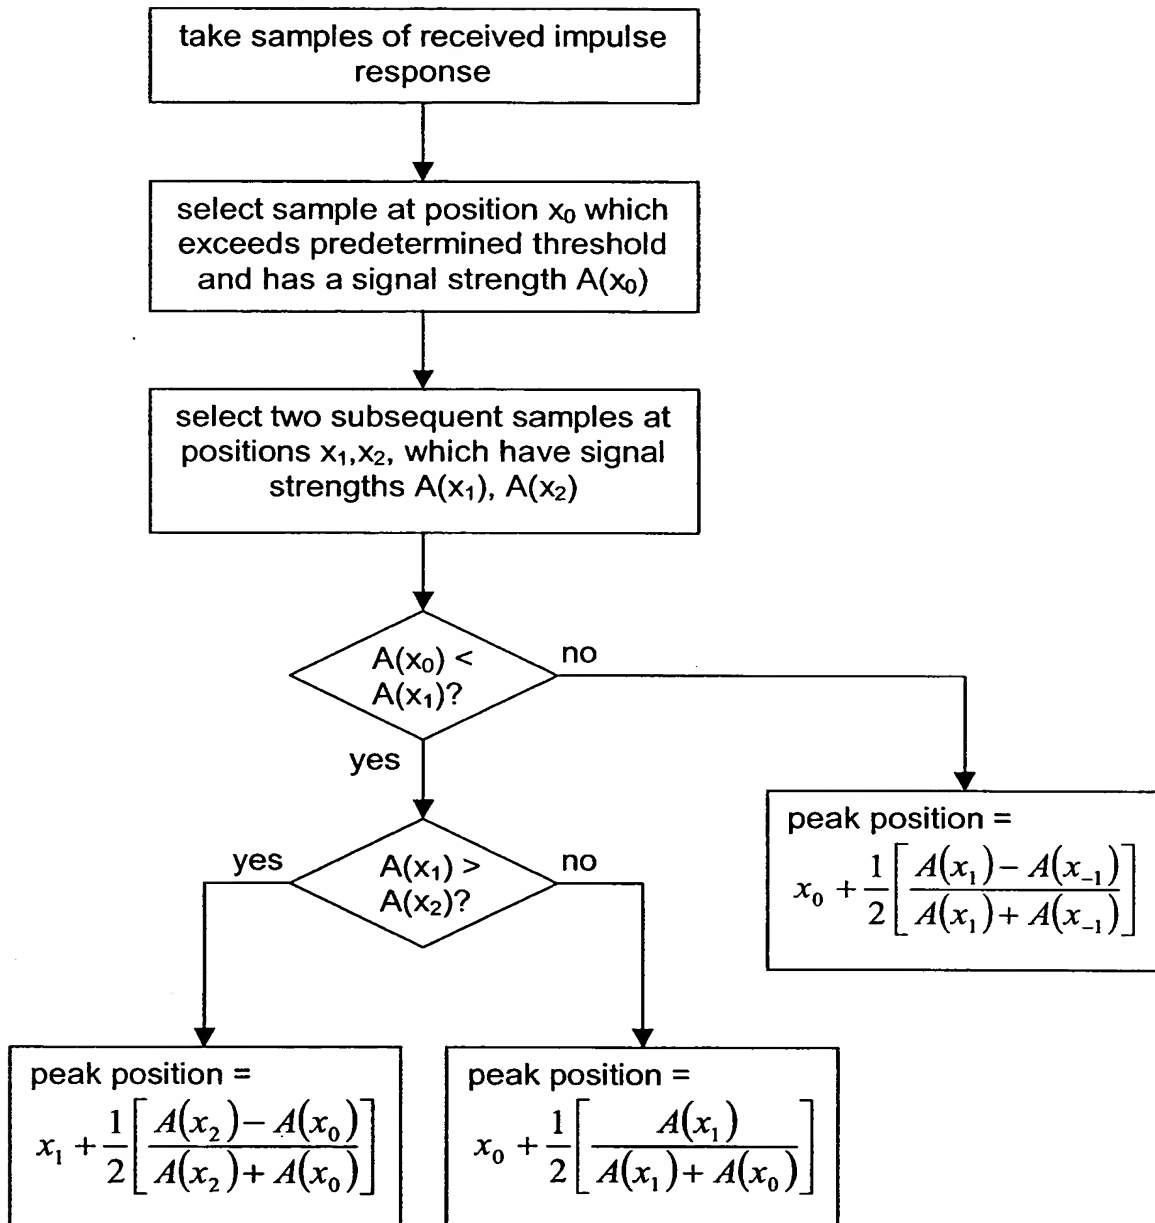 take samples of received impulse
response
select sample at position x₀ which
exceeds predetermined threshold
and has a signal strength A(x₀)
select two subsequent samples at
positions x₁,x₂, which have signal
strengths A(x₁), A(x₂)
A(x₀) <
A(x₁)?
no
yes
A(x₁) >
A(x₂)?
yes
no
peak position =
x₀ + 1/2 [ (A(x₁) − A(x₋₁)) / (A(x₁) + A(x₋₁)) ]
peak position =
x₁ + 1/2 [ (A(x₂) − A(x₀)) / (A(x₂) + A(x₀)) ]
peak position =
x₀ + 1/2 [ A(x₁) / (A(x₁) + A(x₀)) ]